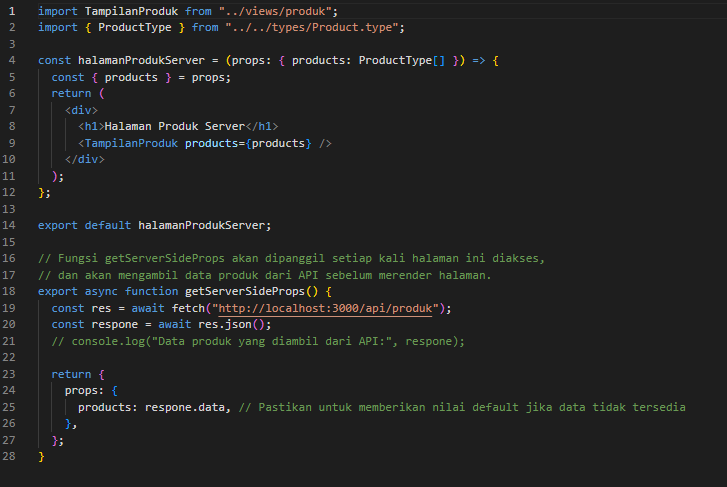 1 import TampilanProduk from "../views/produk";
2 import { ProductType } from "../../types/Product.type";
3
4 const halamanProdukServer = (props: { products: ProductType[] }) => {
5 const { products } = props;
6 return (
7 <div>
8 <h1>Halaman Produk Server</h1>
9 <TampilanProduk products={products} />
10 </div>
11 );
12 };
13
14 export default halamanProdukServer;
15
16 // Fungsi getServerSideProps akan dipanggil setiap kali halaman ini diakses,
17 // dan akan mengambil data produk dari API sebelum merender halaman.
18 export async function getServerSideProps() {
19 const res = await fetch("http://localhost:3000/api/produk");
20 const respone = await res.json();
21 // console.log("Data produk yang diambil dari API:", respone);
22
23 return {
24 props: {
25 products: respone.data, // Pastikan untuk memberikan nilai default jika data tidak tersedia
26 },
27 };
28 }